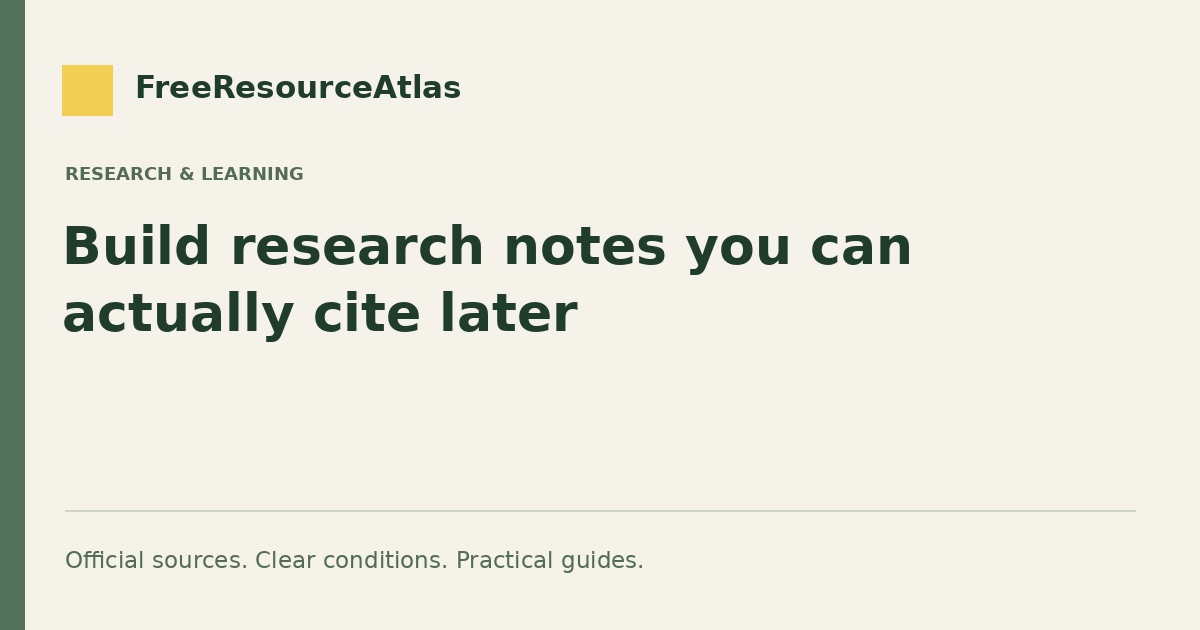 FreeResourceAtlas
RESEARCH & LEARNING
Build research notes you can
actually cite later
Official sources. Clear conditions. Practical guides.